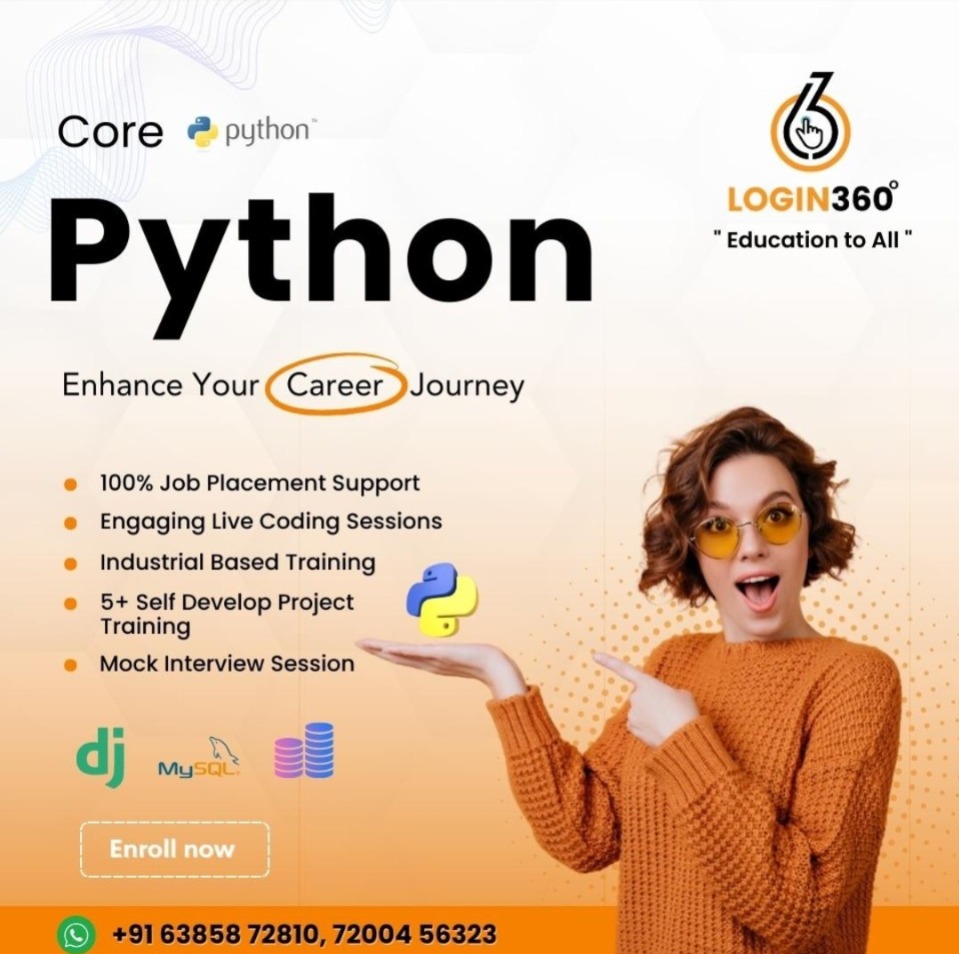 Core python™
Python
LOGIN360°
" Education to All "
Enhance Your Career Journey
100% Job Placement Support
Engaging Live Coding Sessions
Industrial Based Training
5+ Self Develop Project
Training
Mock Interview Session
dj MySQL
Enroll now
+91 63858 72810, 72004 56323